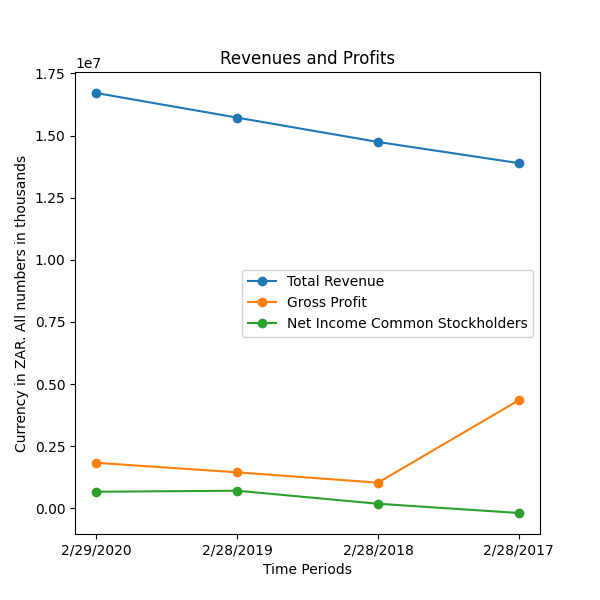 Revenues and Profits
1e7
1.75
1.50
1.25
1.00
0.75
0.50
0.25
0.00
Currency in ZAR. All numbers in thousands
Total Revenue
Gross Profit
Net Income Common Stockholders
2/29/2020
2/28/2019
2/28/2018
2/28/2017
Time Periods